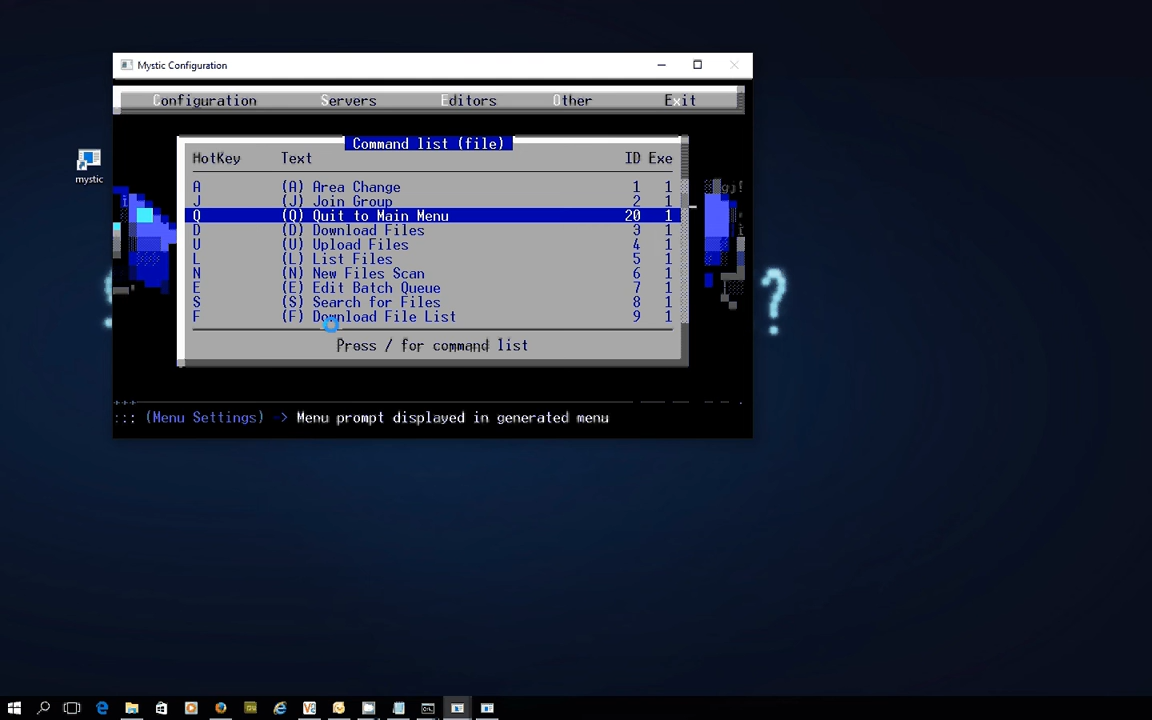 Mystic Configuration
Configuration Servers Editors Other Exit
mystic
Command list (file)
HotKey Text ID Exe
A (A) Area Change 1 1
J (J) Join Group 2 1
Q (Q) Quit to Main Menu 20 1
D (D) Download Files 3 1
U (U) Upload Files 4 1
L (L) List Files 5 1
N (N) New Files Scan 6 1
E (E) Edit Batch Queue 7 1
S (S) Search for Files 8 1
F (F) Download File List 9 1
Press / for command list
::: (Menu Settings) -> Menu prompt displayed in generated menu